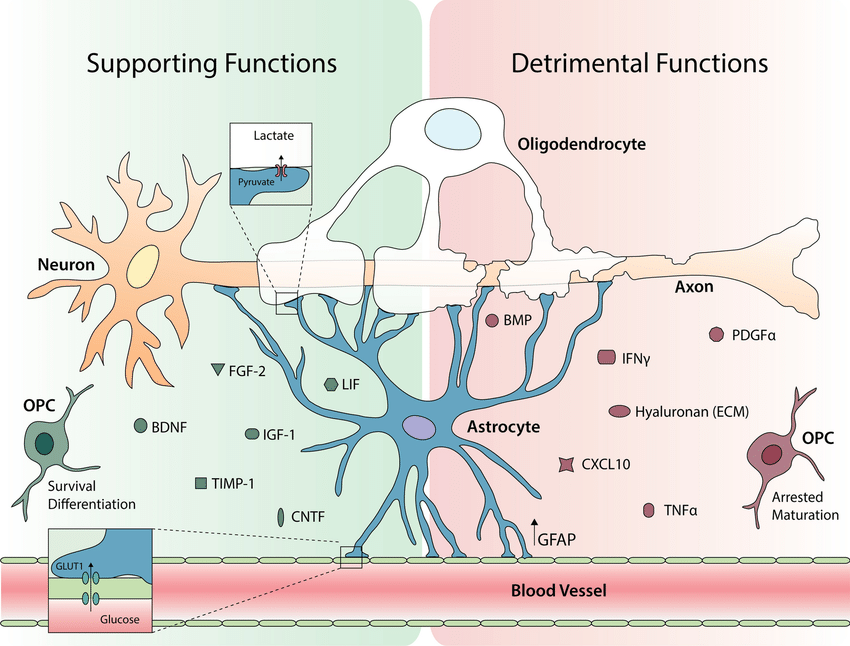 Supporting Functions
Detrimental Functions
Lactate
Pyruvate
Oligodendrocyte
Neuron
Axon
BMP
PDGFα
IFNγ
FGF-2
LIF
OPC
Hyaluronan (ECM)
BDNF
IGF-1
Astrocyte
OPC
CXCL10
TIMP-1
Survival
Differentiation
Arrested
Maturation
CNTF
TNFα
GFAP
GLUT1
Glucose
Blood Vessel